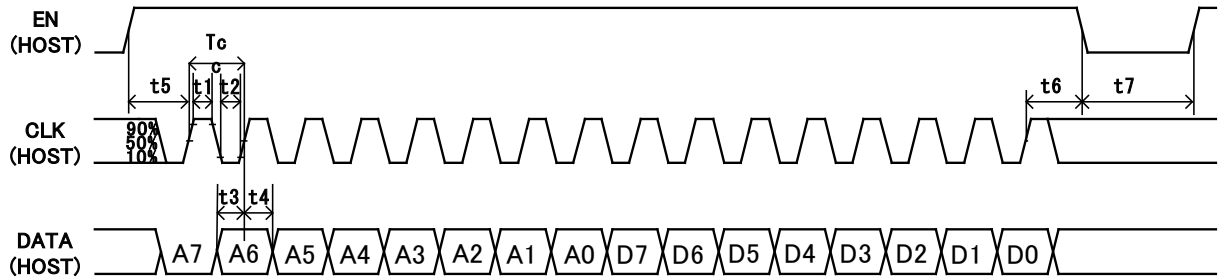 EN
(HOST)
Tc
c
t5
t1
t2
t6
t7
CLK
(HOST)
90%
50%
10%
t3
t4
DATA
(HOST)
A7 A6 A5 A4 A3 A2 A1 A0 D7 D6 D5 D4 D3 D2 D1 D0